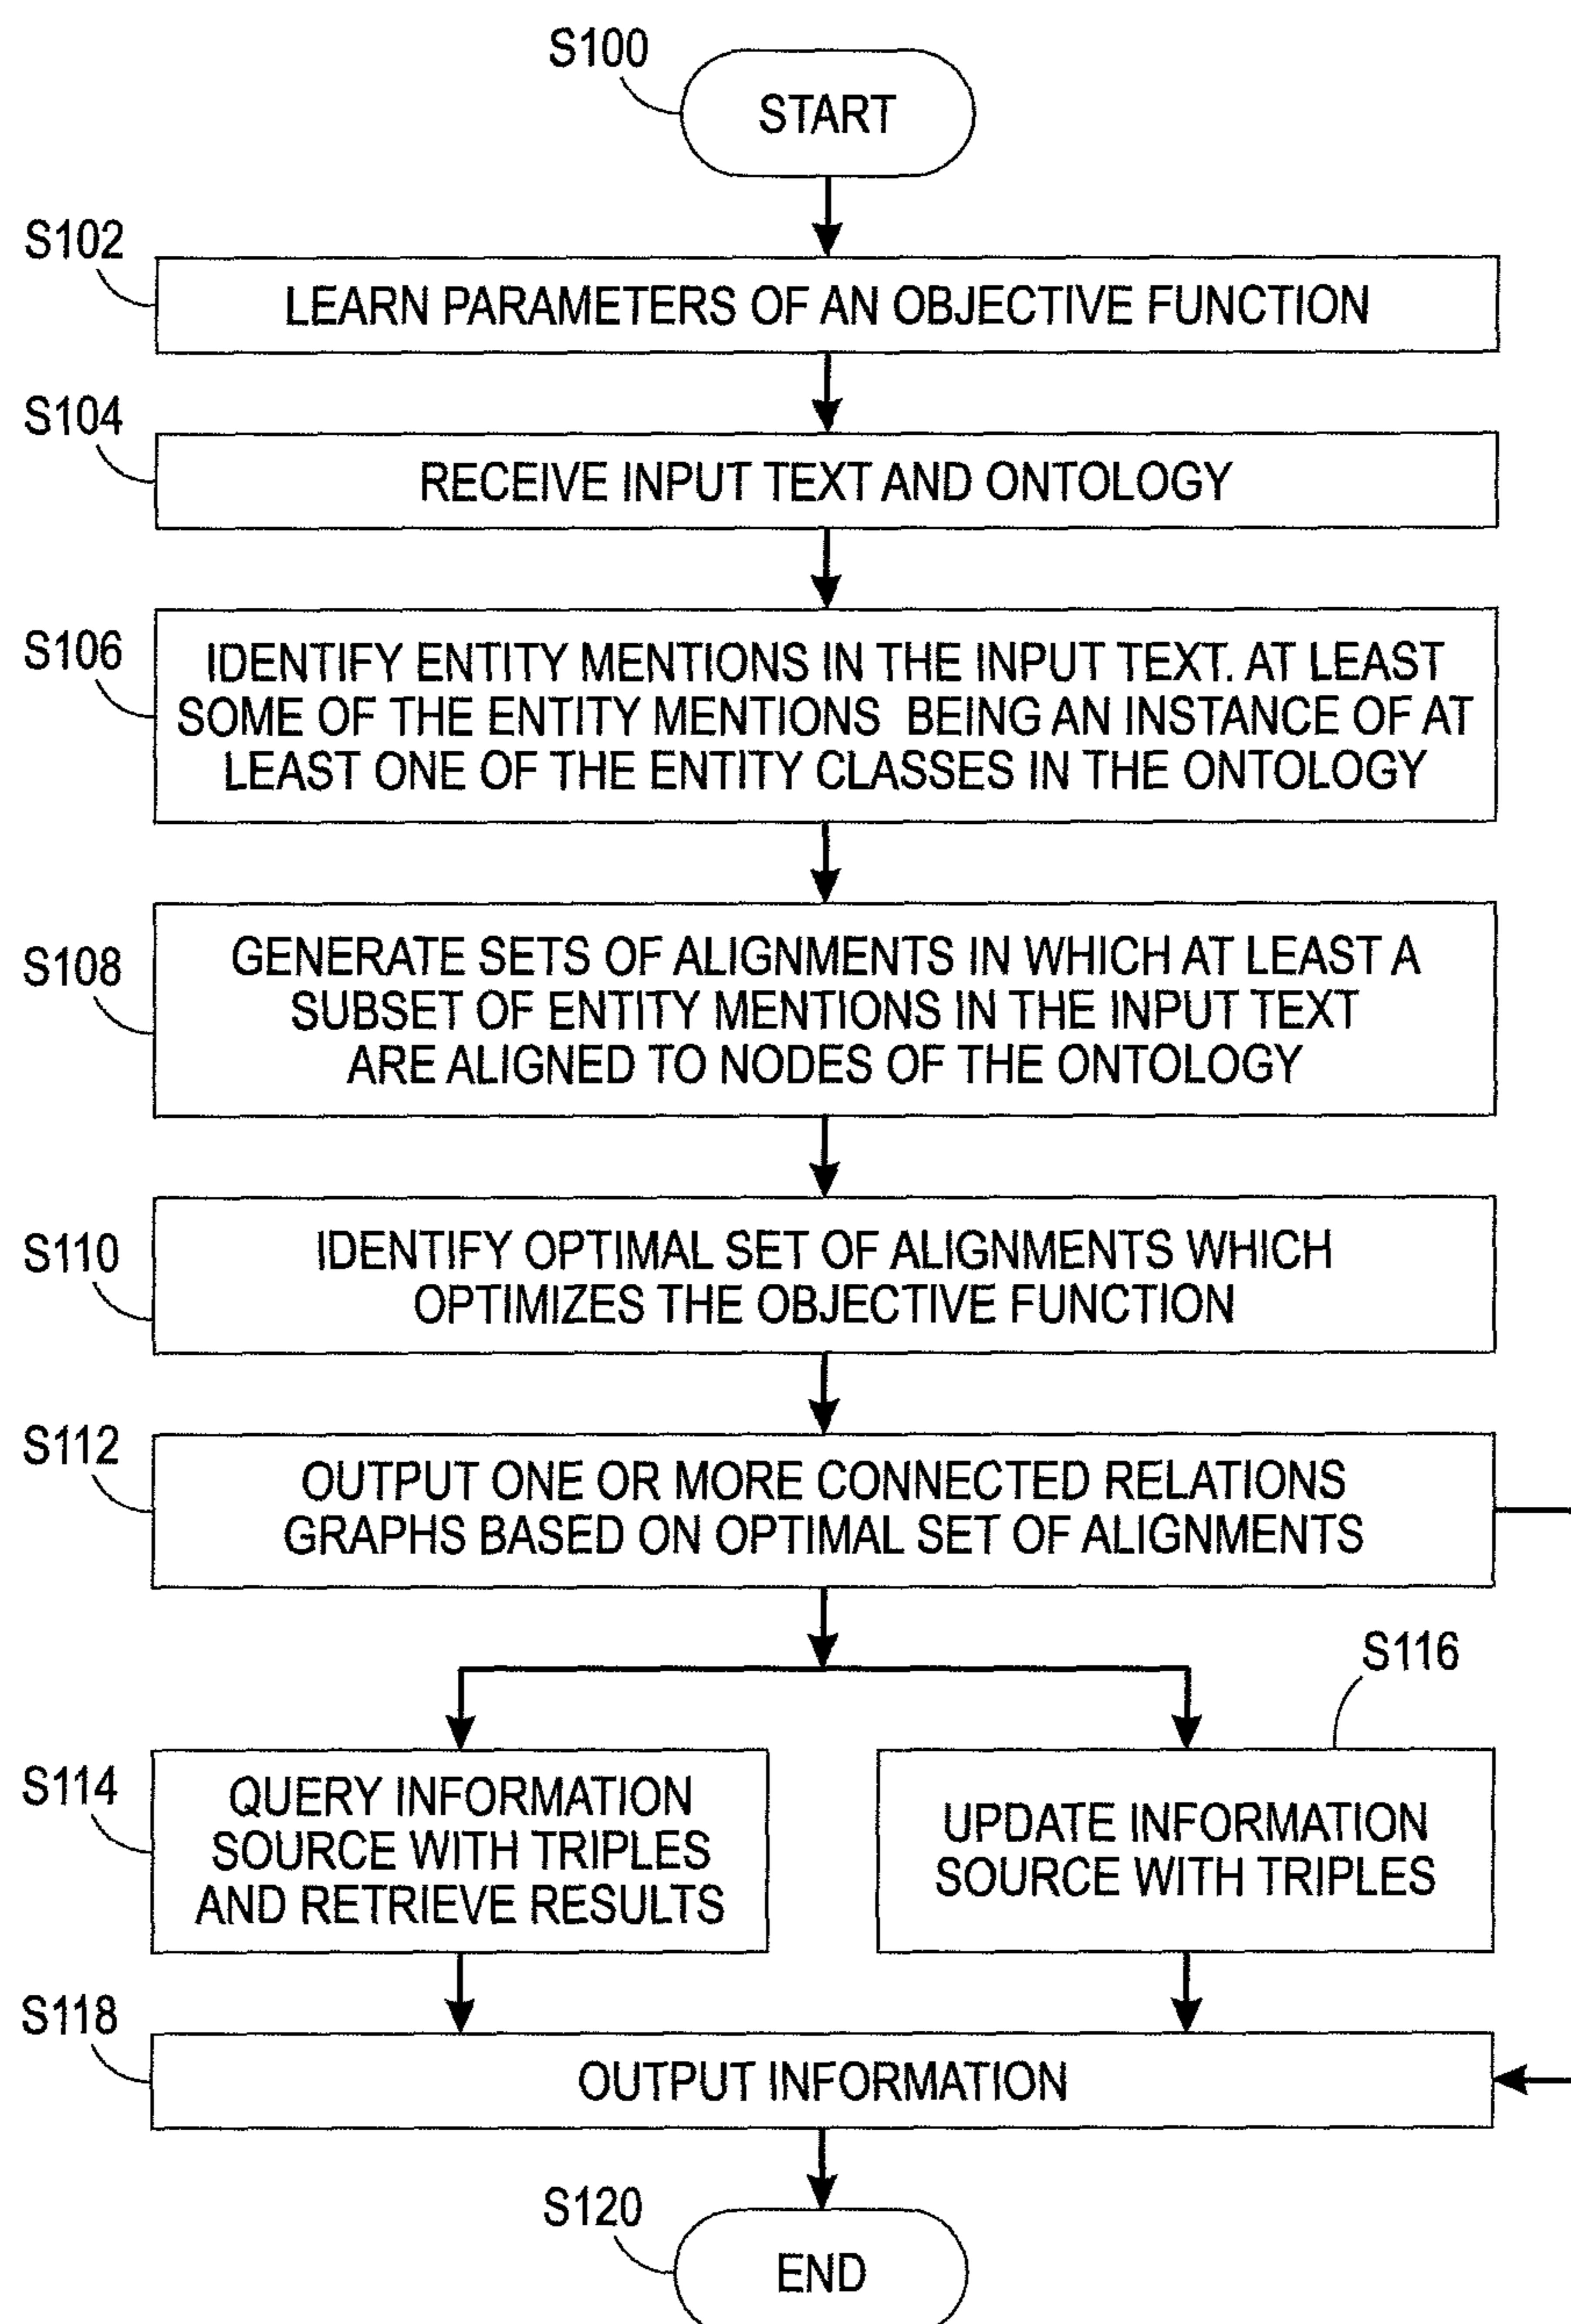 S100
START
S102
LEARN PARAMETERS OF AN OBJECTIVE FUNCTION
S104
RECEIVE INPUT TEXT AND ONTOLOGY
S106
IDENTIFY ENTITY MENTIONS IN THE INPUT TEXT. AT LEAST
SOME OF THE ENTITY MENTIONS BEING AN INSTANCE OF AT
LEAST ONE OF THE ENTITY CLASSES IN THE ONTOLOGY
S108
GENERATE SETS OF ALIGNMENTS IN WHICH AT LEAST A
SUBSET OF ENTITY MENTIONS IN THE INPUT TEXT
ARE ALIGNED TO NODES OF THE ONTOLOGY
S110
IDENTIFY OPTIMAL SET OF ALIGNMENTS WHICH
OPTIMIZES THE OBJECTIVE FUNCTION
S112
OUTPUT ONE OR MORE CONNECTED RELATIONS
GRAPHS BASED ON OPTIMAL SET OF ALIGNMENTS
S114
QUERY INFORMATION
SOURCE WITH TRIPLES
AND RETRIEVE RESULTS
S116
UPDATE INFORMATION
SOURCE WITH TRIPLES
S118
OUTPUT INFORMATION
S120
END